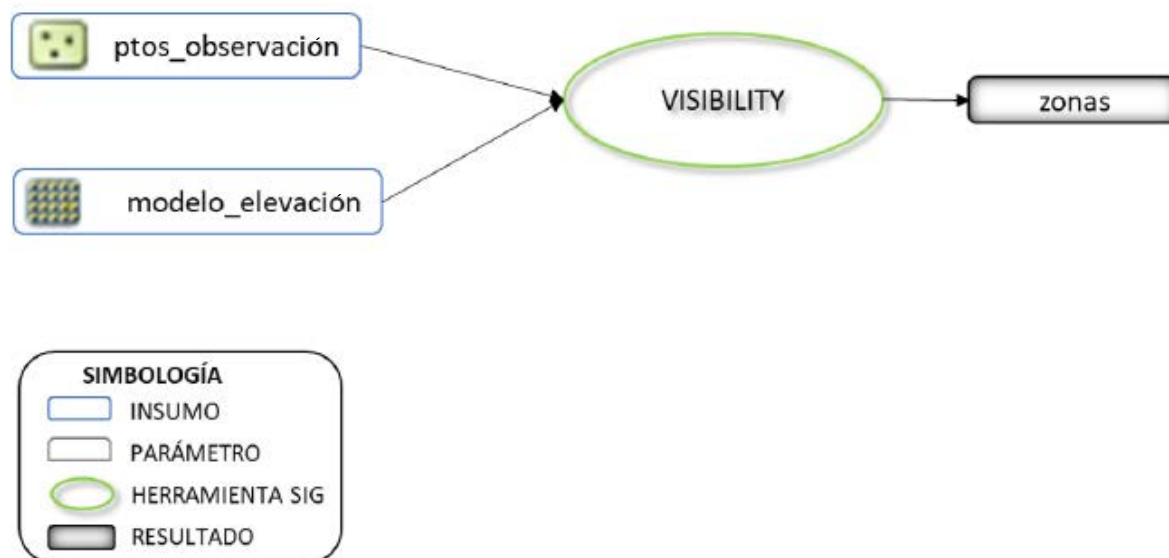 ptos_observación
VISIBILITY
zonas
modelo_elevación
SIMBOLOGÍA
INSUMO
PARÁMETRO
HERRAMIENTA SIG
RESULTADO